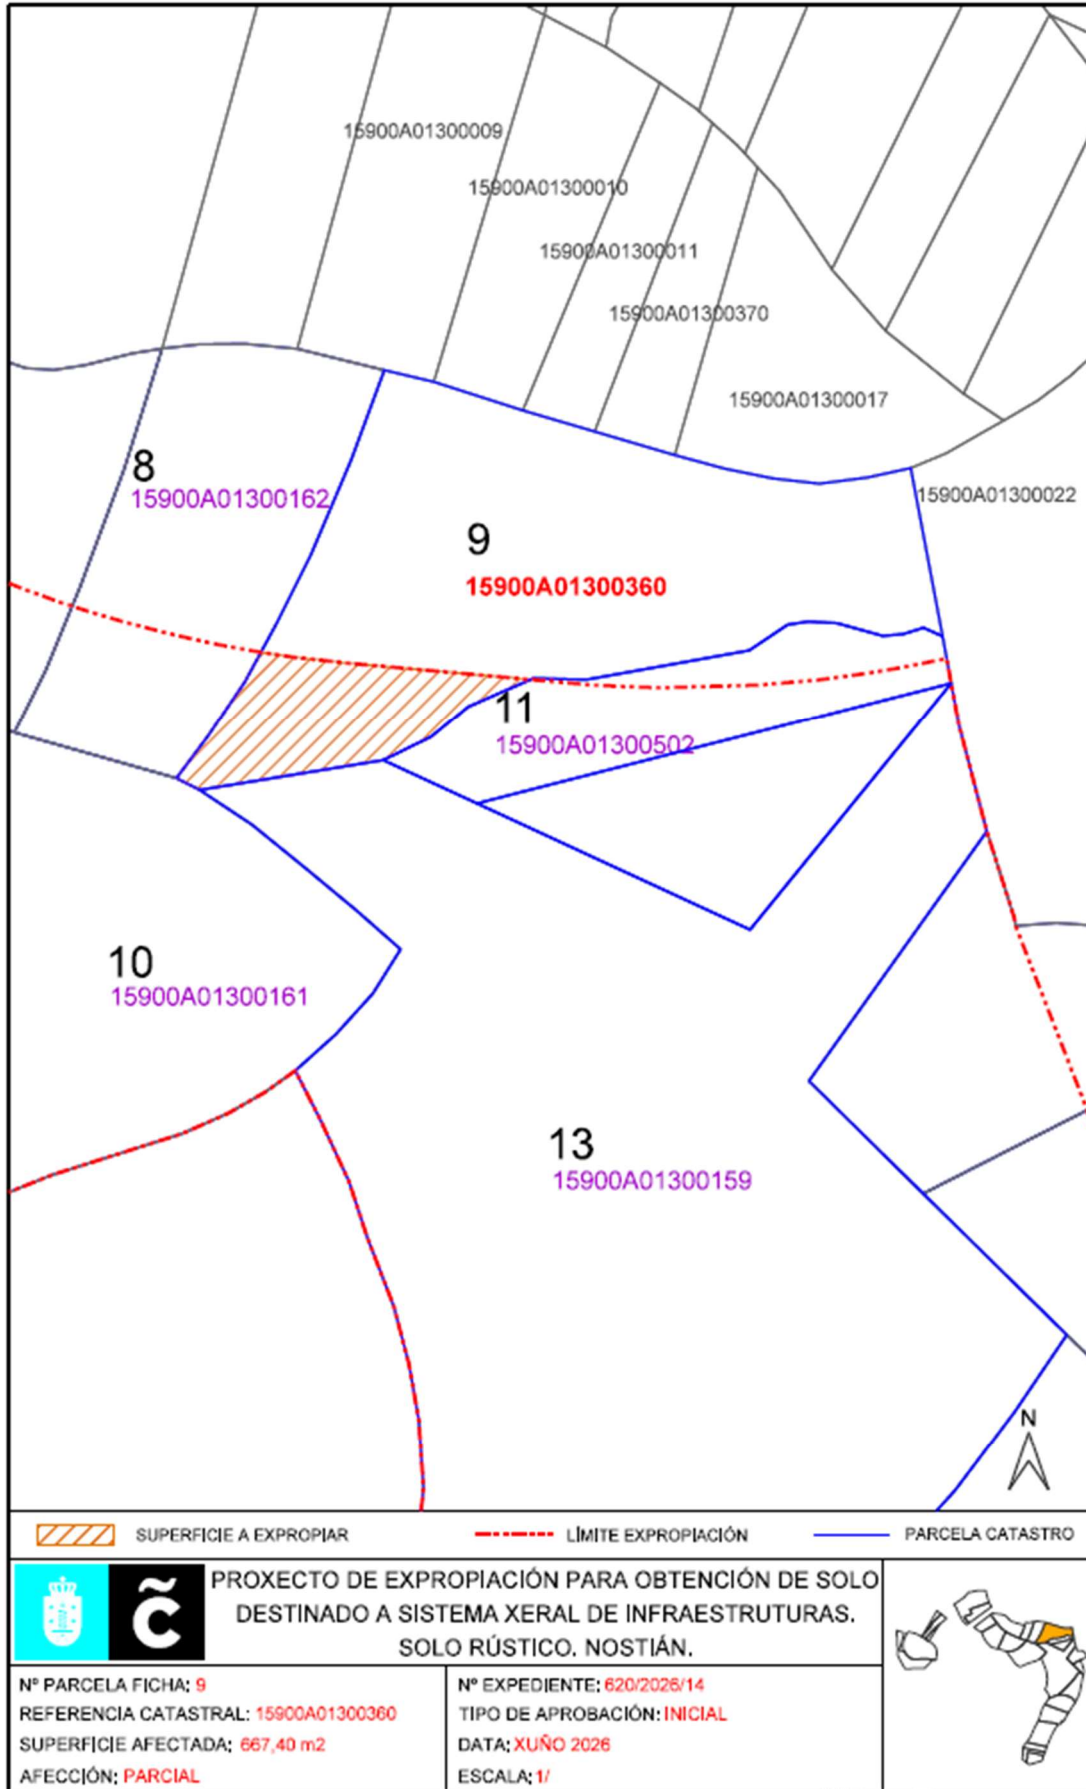 15900A01300009
15900A01300010
15900A01300011
15900A01300370
15900A01300017
8
15900A01300162
15900A01300022
9
15900A01300360
11
15900A01300502
10
15900A01300161
13
15900A01300159
N
SUPERFICIE A EXPROPIAR
LÍMITE EXPROPIACIÓN
PARCELA CATASTRO
PROXECTO DE EXPROPIACIÓN PARA OBTENCIÓN DE SOLO
DESTINADO A SISTEMA XERAL DE INFRAESTRUTURAS.
SOLO RÚSTICO. NOSTIÁN.
Nº PARCELA FICHA: 9
REFERENCIA CATASTRAL: 15900A01300360
SUPERFICIE AFECTADA: 667,40 m2
AFECCIÓN: PARCIAL
Nº EXPEDIENTE: 620/2026/14
TIPO DE APROBACIÓN: INICIAL
DATA: XUÑO 2026
ESCALA: 1/